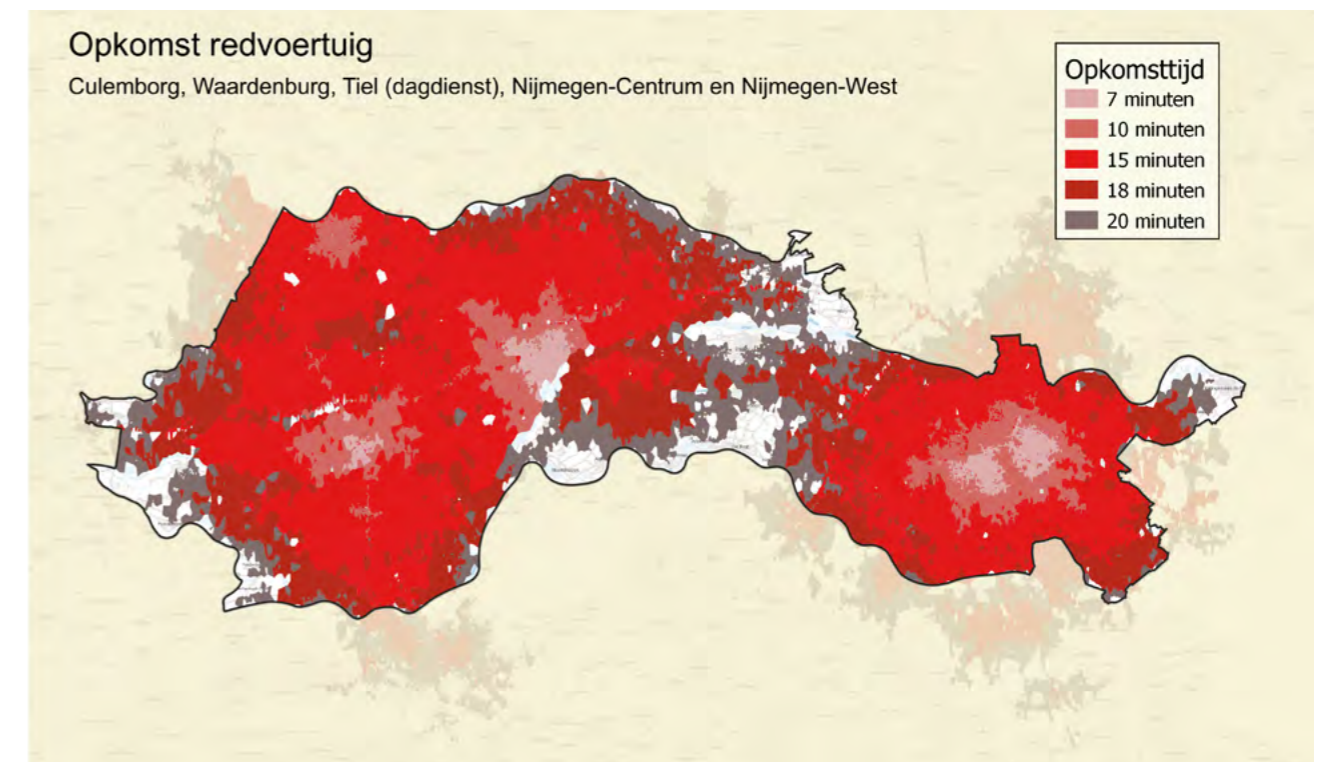 Opkomst redvoertuig
Culemborg, Waardenburg, Tiel (dagdienst), Nijmegen-Centrum en Nijmegen-West
Opkomsttijd
7 minuten
10 minuten
15 minuten
18 minuten
20 minuten